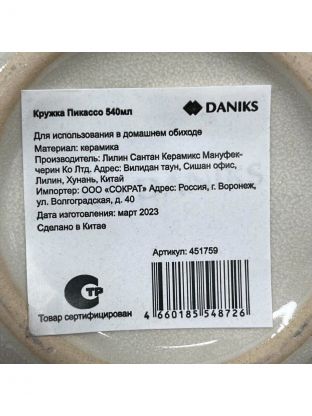 Кружка Пикассо 540мл
DANIKS
Для использования в домашнем обиходе
Материал: керамика
Производитель: Лилин Сантан Керамикс Мануфек-
черин Ко Лтд. Адрес: Вилидан таун, Сишан офис,
Лилин, Хунань, Китай
Импортер: ООО «СОКРАТ» Адрес: Россия, г. Воронеж,
ул. Волгоградская, д. 40
Дата изготовления: март 2023
Сделано в Китае
Артикул: 451759
СТР
Товар сертифицирован
4 660185 548726